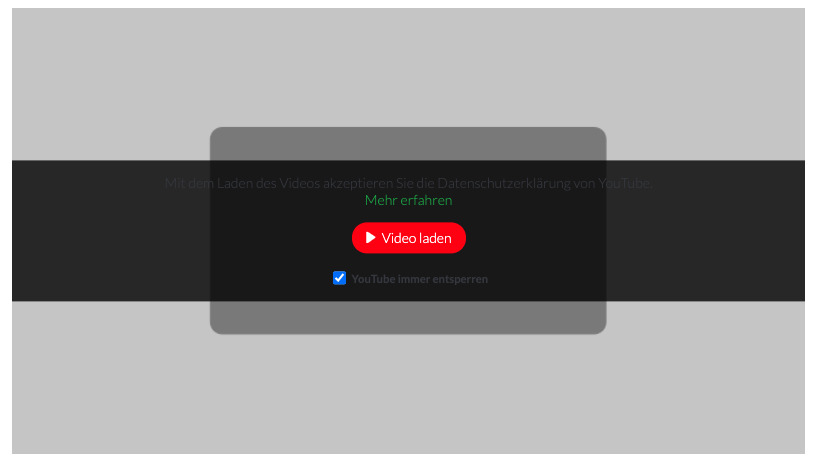 Mit dem Laden des Videos akzeptieren Sie die Datenschutzerklärung von YouTube.
Mehr erfahren
Video laden
YouTube immer entsperren